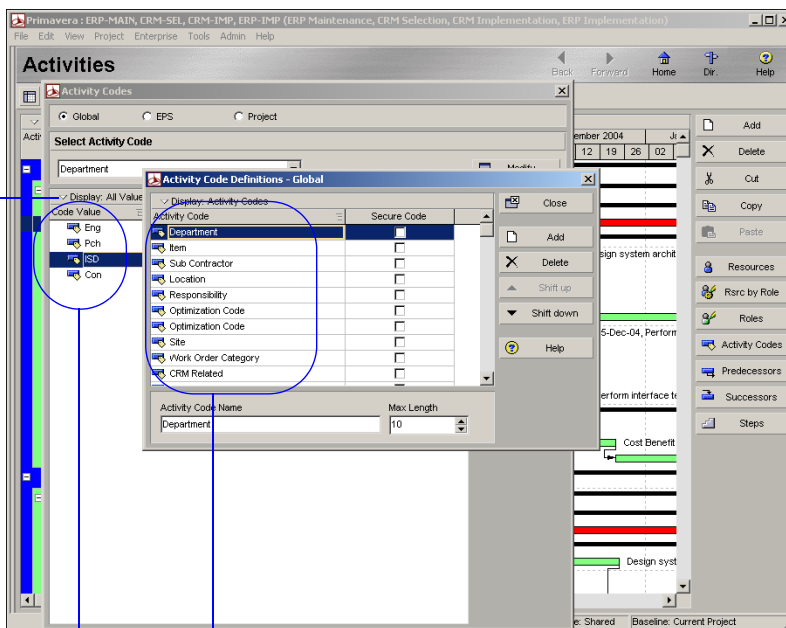 Primavera : ERP-MAIN, CRM-SEL, CRM-IMP, ERP-IMP (ERP Maintenance, CRM Selection, CRM Implementation, ERP Implementation)
File Edit View Project Enterprise Tools Admin Help
Activities
Back Forward Home Dir. Help
Activity Codes
Global EPS Project
Select Activity Code
Department
Modify
Display: All Value
Code Value
Eng
Pch
ISD
Con
Activity Code Definitions - Global
Display: Activity Codes
Activity Code Secure Code
Department
Item
Sub Contractor
Location
Responsibility
Optimization Code
Optimization Code
Site
Work Order Category
CRM Related
Activity Code Name Max Length
Department 10
Close
Add
Delete
Shift up
Shift down
Help
Acti
ember 2004
12 19 26 02
sign system archit
5-Dec-04, Perform
erform interface te
Cost Benefit
Design syst
Add
Delete
Cut
Copy
Paste
Resources
Rsrc by Role
Roles
Activity Codes
Predecessors
Successors
Steps
e: Shared Baseline: Current Project